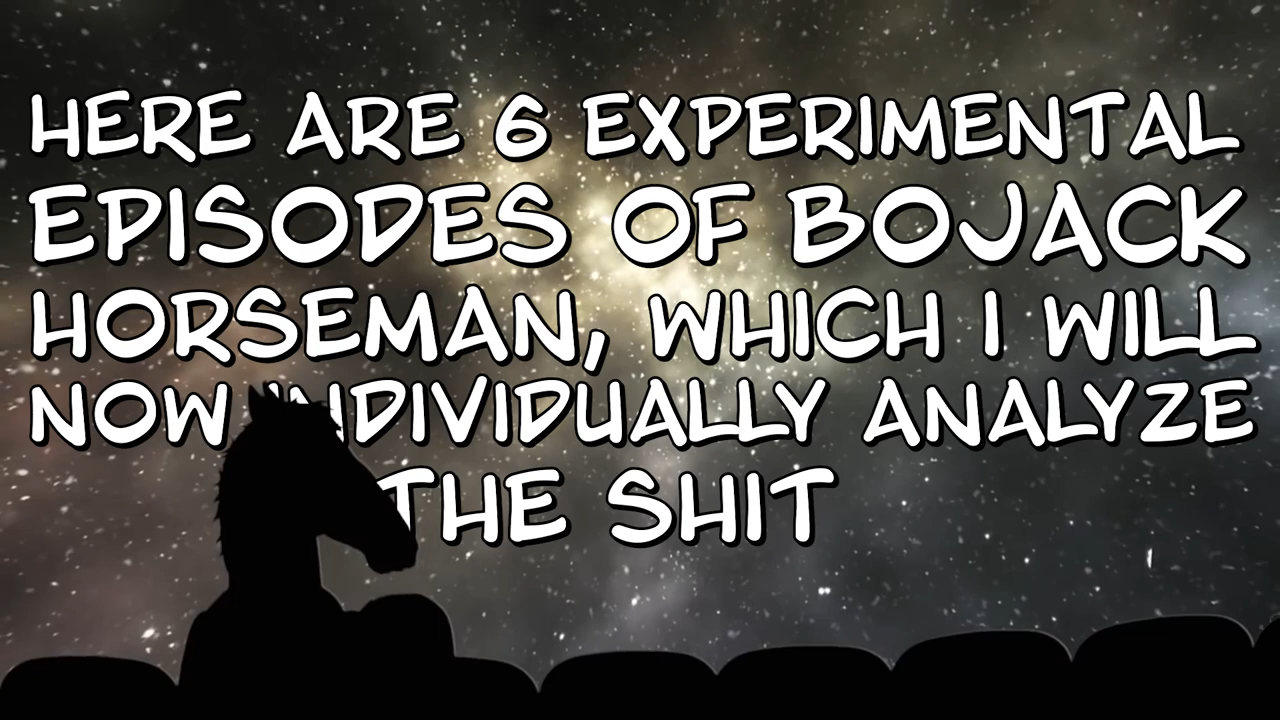 HERE ARE 6 EXPERIMENTAL
EPISODES OF BOJACK
HORSEMAN, WHICH I WILL
NOW INDIVIDUALLY ANALYZE
THE SHIT